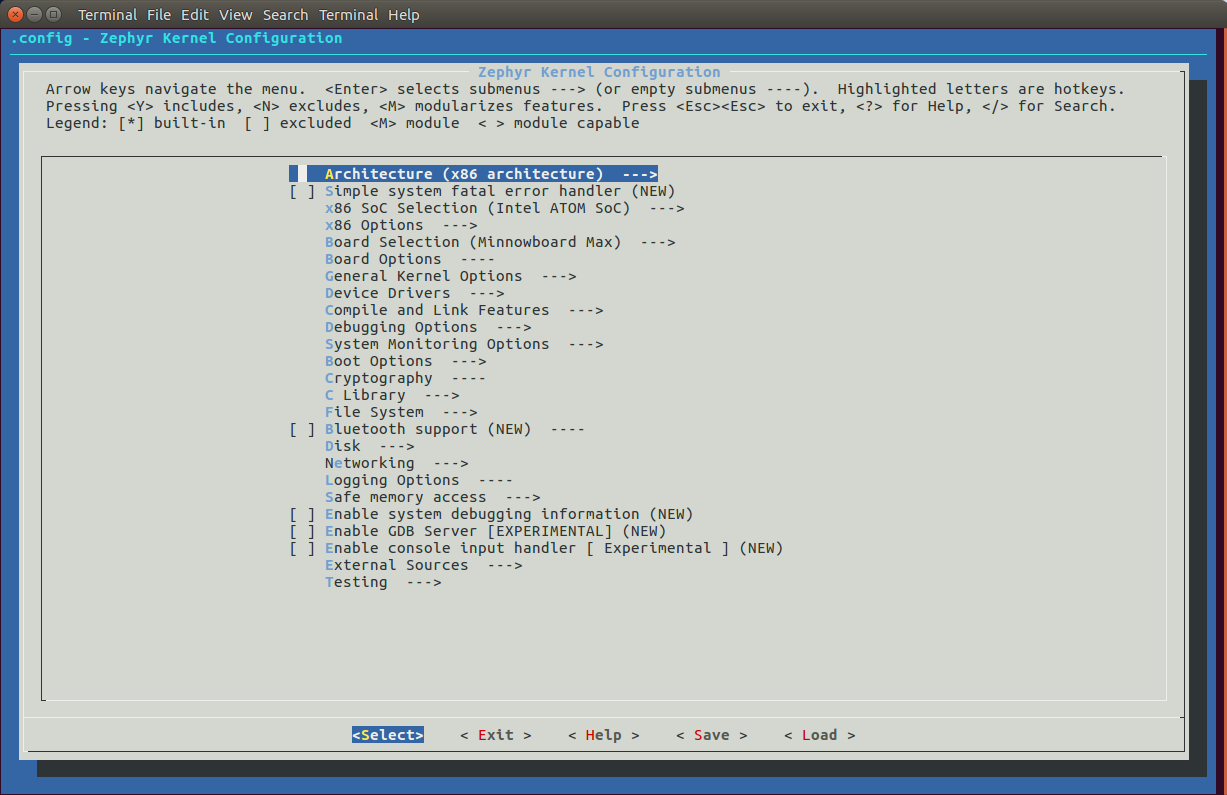 Terminal File Edit View Search Terminal Help
.config - Zephyr Kernel Configuration
Zephyr Kernel Configuration
Arrow keys navigate the menu.  <Enter> selects submenus ---> (or empty submenus ----).  Highlighted letters are hotkeys.
Pressing <Y> includes, <N> excludes, <M> modularizes features.  Press <Esc><Esc> to exit, <?> for Help, </> for Search.
Legend: [*] built-in  [ ] excluded  <M> module  < > module capable
Architecture (x86 architecture)  --->
[ ] Simple system fatal error handler (NEW)
x86 SoC Selection (Intel ATOM SoC)  --->
x86 Options  --->
Board Selection (Minnowboard Max)  --->
Board Options  ----
General Kernel Options  --->
Device Drivers  --->
Compile and Link Features  --->
Debugging Options  --->
System Monitoring Options  --->
Boot Options  --->
Cryptography  ----
C Library  --->
File System  --->
[ ] Bluetooth support (NEW)  ----
Disk  --->
Networking  --->
Logging Options  ----
Safe memory access  --->
[ ] Enable system debugging information (NEW)
[ ] Enable GDB Server [EXPERIMENTAL] (NEW)
[ ] Enable console input handler [ Experimental ] (NEW)
External Sources  --->
Testing  --->
<Select>    < Exit >    < Help >    < Save >    < Load >